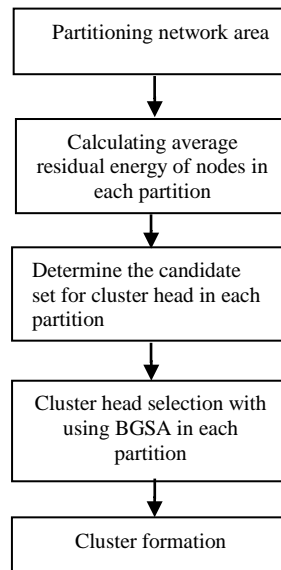 Partitioning network area
Calculating average
residual energy of nodes in
each partition
Determine the candidate
set for cluster head in each
partition
Cluster head selection with
using BGSA in each
partition
Cluster formation